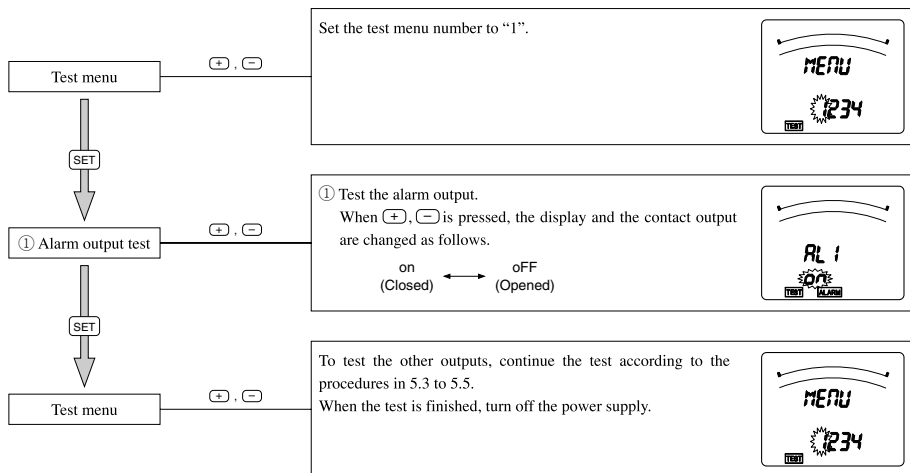 Set the test menu number to “1”.
+ , −
Test menu
MENU
1234
TEST
SET
① Test the alarm output.
When + , − is pressed, the display and the contact output
are changed as follows.
+ , −
① Alarm output test
on ↔ oFF
(Closed) (Opened)
AL 1
on
TEST ALARM
SET
To test the other outputs, continue the test according to the
procedures in 5.3 to 5.5.
When the test is finished, turn off the power supply.
+ , −
Test menu
MENU
1234
TEST